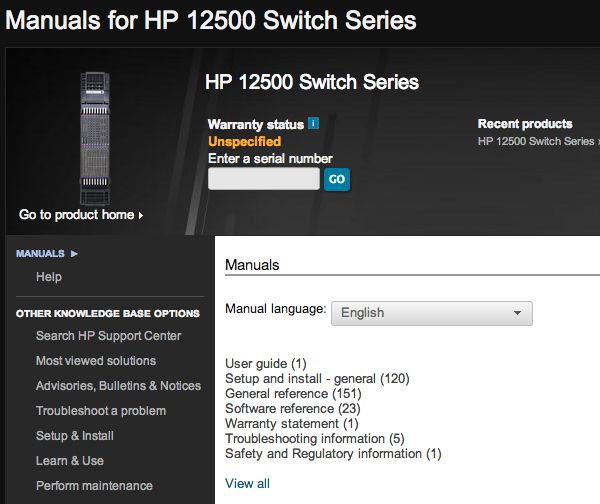 Manuals for HP 12500 Switch Series
HP 12500 Switch Series
Warranty status i
Unspecified
Enter a serial number
GO
Recent products
HP 12500 Switch Series ›
Go to product home
MANUALS
Help
OTHER KNOWLEDGE BASE OPTIONS
Search HP Support Center
Most viewed solutions
Advisories, Bulletins & Notices
Troubleshoot a problem
Setup & Install
Learn & Use
Perform maintenance
Manuals
Manual language: English
User guide (1)
Setup and install - general (120)
General reference (151)
Software reference (23)
Warranty statement (1)
Troubleshooting information (5)
Safety and Regulatory information (1)
View all